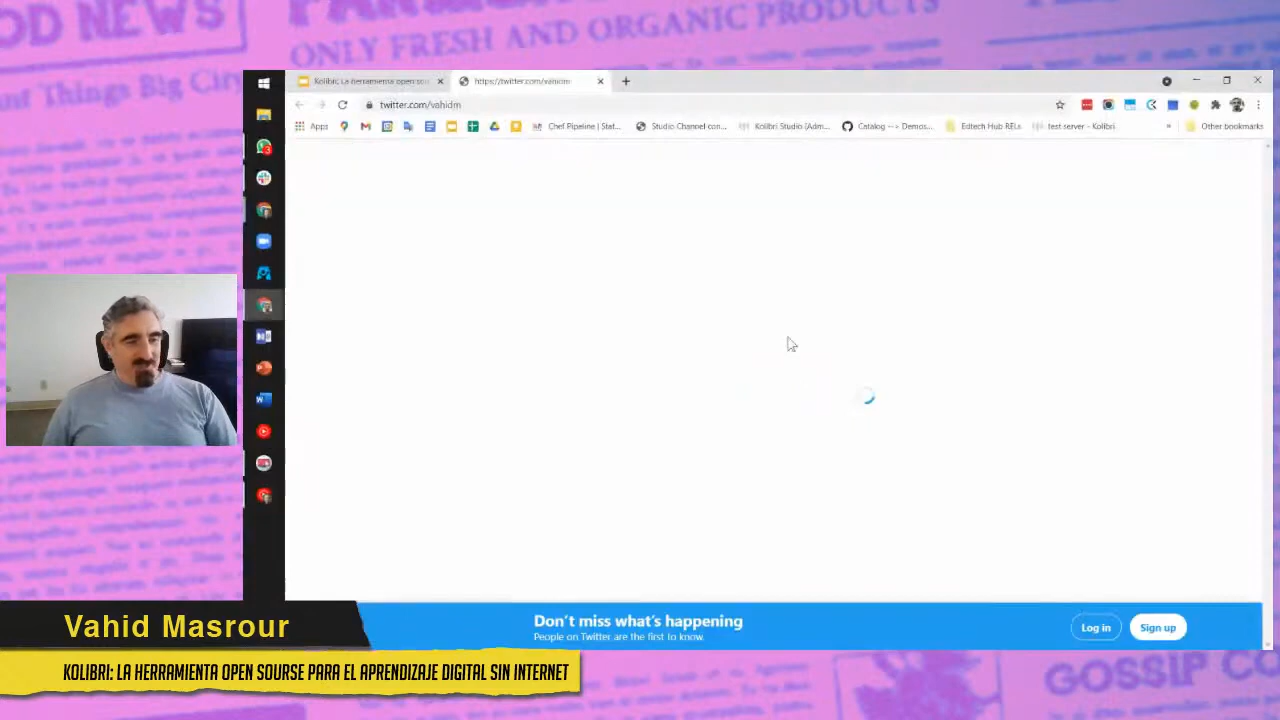 OD NEWS
ONLY FRESH AND ORGANIC PRODUCTS
ant Things Big City
Kolibri: La herramienta open sou
https://twitter.com/vahidm
twitter.com/vahidm
Apps
Chef Pipeline | Stat...
Studio Channel con...
Kolibri Studio [Adm...
Catalog --> Demos...
Edtech Hub RELs
test server - Kolibri
»
Other bookmarks
Don't miss what's happening
People on Twitter are the first to know.
Log in
Sign up
Vahid Masrour
KOLIBRI: LA HERRAMIENTA OPEN SOURSE PARA EL APRENDIZAJE DIGITAL SIN INTERNET
GOSSIP CO